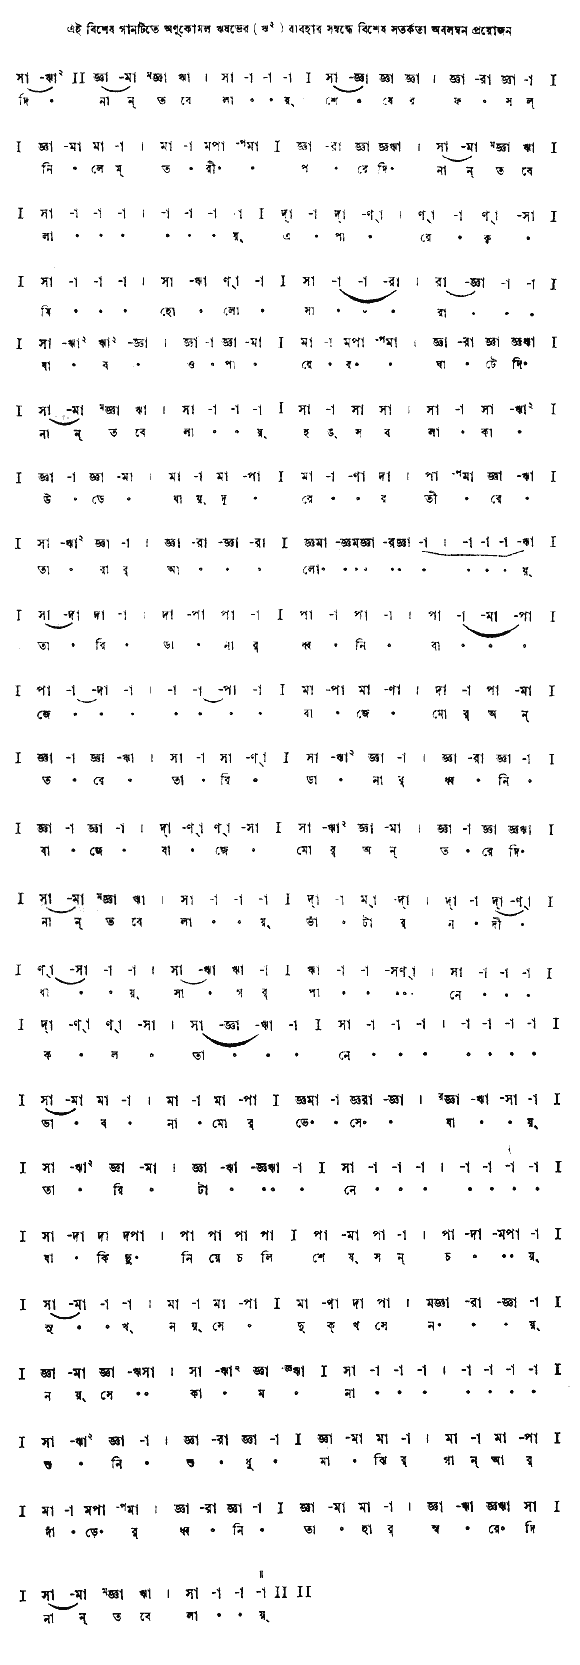 এই বিশেষ গানটিতে অণুকোমল ঋষভের ( ঋ² ) ব্যবহার সম্বন্ধে বিশেষ সতর্কতা অবলম্বন প্রয়োজন
সা -ঋা² II জ্ঞা -া -মা ᵐজ্ঞা ঋা । সা -া -া -া I সা -জ্ঞা জ্ঞা জ্ঞা । জ্ঞা -রা জ্ঞা -া I
দি • না ন্ ত বে লা • • য়্ শে • ষে র ফ • স ল্
I জ্ঞা -মা মা -া । মা -া মপা -ᵖমা I জ্ঞা -রা জ্ঞা জ্ঞঋা । সা -মা ᵐজ্ঞা ঋা I
নি • লে ম্ ত • রী• • প • রে দি• না ন্ ত বে
I সা -া -া -া । -া -া -া -া I দ্া -া দ্া -ণ্া । ণ্া -া ণ্া -সা I
লা • • • • • • য়্ এ • পা • রে • কৃ •
I সা -া -া -া । সা -ঋা ণ্া -া I সা -া -া -রা । রা -জ্ঞা -া -া I
ষি • • • হো • লো • সা • • • রা • • •
I সা -ঋা² ঋা² -জ্ঞা । জ্ঞা -া জ্ঞা -মা I মা -া মপা -ᵖমা । জ্ঞা -রা জ্ঞা জ্ঞঋা I
যা • ব • ও • পা • রে • র• • ঘা • টে দি•
I সা -মা ᵐজ্ঞা ঋা । সা -া -া -া I সা -া সা সা । সা -া সা -ঋা² I
না ন্ ত বে লা • • য়্ হ ঙ্ স ব লা • কা •
I জ্ঞা -া জ্ঞা -মা । মা -া মা -পা I মা -া -ণা দা । পা -ᵖমা জ্ঞা -ঋা I
উ • ড়ে • যা য়্ দূ • রে • • র তী • রে •
I সা -ঋা² জ্ঞা -া । জ্ঞা -রা -জ্ঞা -রা I জ্ঞমা -জ্ঞমজ্ঞা -রজ্ঞা -া । -া -া -া -ঋা I
তা • রা র্ আ • • • লো• ••• •• • • • • য়্
I সা -দা দা -া । দা -পা পা -া I পা -া পা -া । পা -া -মা -পা I
তা • রি • ডা • না র্ ধ্ব • নি • বা • • •
I পা -া -দা -া । -া -া -পা -া I মা -পা মা -ণা । দা -া পা -মা I
জে • • • • • • • বা • জে • মো র্ অ ন্
I জ্ঞা -া জ্ঞা -ঋা । সা -া সা -ণ্া I সা -ঋা² জ্ঞা -া । জ্ঞা -রা জ্ঞা -া I
ত • রে • তা • রি • ডা • না র্ ধ্ব • নি •
I জ্ঞা -া জ্ঞা -া । দ্া -ণ্া ণ্া -সা I সা -ঋা² জ্ঞা -মা । জ্ঞা -া জ্ঞা জ্ঞঋা I
বা • জে • বা • জে • মো র্ অ ন্ ত • রে দি•
I সা -মা ᵐজ্ঞা ঋা । সা -া -া -া I দ্া -া ম্া -দ্া । দ্া -া দ্া -ণ্া I
না ন্ ত বে লা • • য়্ ভাঁ • টা র্ ন • দী •
I ণ্া -সা -া -া । সা -ঋা ঋা -া I ঋা -া -া -সণ্া । সা -া -া -া I
ধা • য়্ • সা • গ র্ পা • • •• নে • • •
I দ্া -ণ্া ণ্া -সা । সা -জ্ঞা -ঋা -া I সা -া -া -া । -া -া -া -া I
ক • ল • তা • • • নে • • • • • • •
I সা -মা মা -া । মা -া মা -পা I জ্ঞমা -া জ্ঞরা -জ্ঞা । ᵐজ্ঞা -ঋা -সা -া I
ভা • ব • না • মো র্ ভে• • সে• • যা • • য়্
I সা -ঋা² জ্ঞা -মা । জ্ঞা -ঋা -জ্ঞঋা -া I সা -া -া -া । -া -া -া -া I
তা • রি • টা • •• • নে • • • • • • •
I সা -দা দা দপা । পা পা পা পা I পা -মা পা -া । পা -দা -মপা -া I
যা • কি ছু• নি য়ে চ লি শে ষ্ স ন্ চ • •• য়্
I সা -মা -া -া । মা -া মা -পা I মা -ণা দা পা । মজ্ঞা -রা -জ্ঞা -া I
সু • • খ্ ন য়্ সে • দু ক্ খ সে ন• • • য়্
I জ্ঞা -মা জ্ঞা -ঋসা । সা -ঋা² জ্ঞা -ঋা I সা -া -া -া । -া -া -া -া I
ন য়্ সে •• কা • ম • না • • • • • • •
I সা -ঋা² জ্ঞা -া । জ্ঞা -রা জ্ঞা -া I জ্ঞা -মা মা -া । মা -া মা -পা I
শু • নি • শু • ধু • মা • ঝি র্ গা ন্ আ র্
I মা -া মপা -ᵖমা । জ্ঞা -রা জ্ঞা -া I জ্ঞা -মা মা -া । জ্ঞা -ঋা জ্ঞঋা সা I
দাঁ • ড়ে• র্ ধ্ব • নি • তা • হা র্ স্ব • রে• দি
I সা -মা ᵐজ্ঞা ঋা । সা -া -া -া II II
না ন্ ত বে লা • • য়্